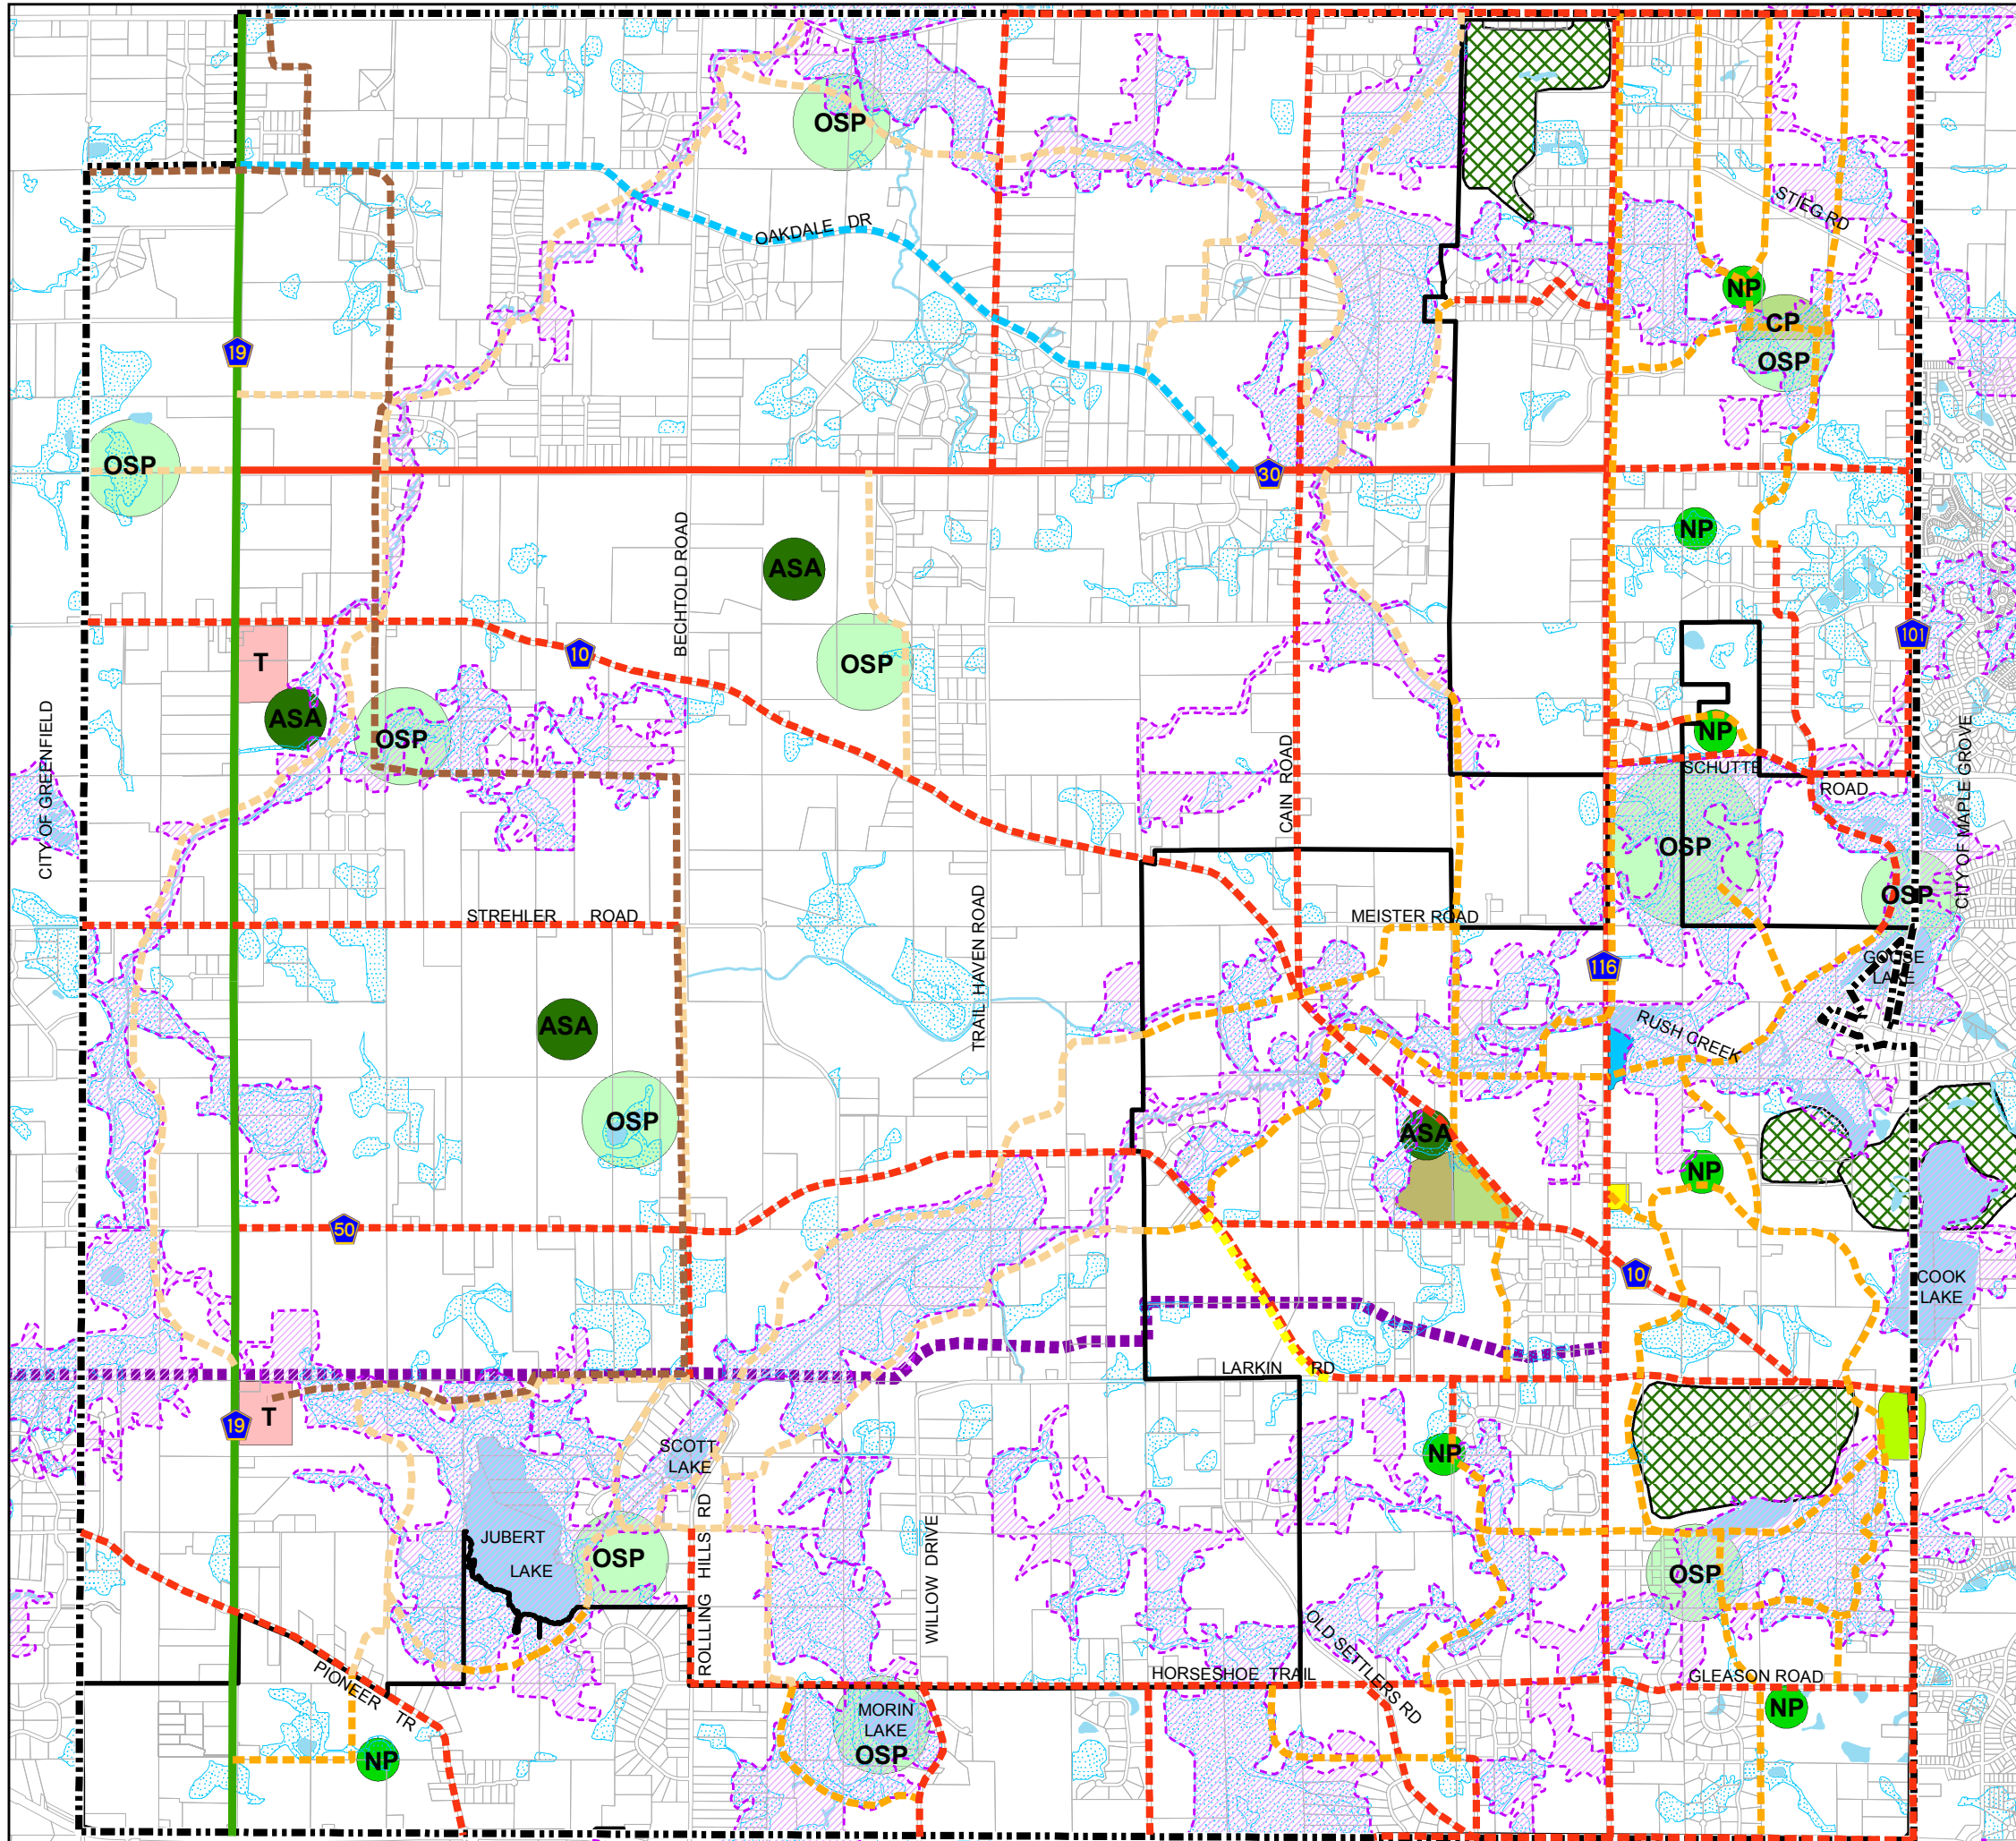 OSP
STIEG RD
OAKDALE DR
NP
CP
19
OSP
OSP
30
NP
BECHTOLD ROAD
ASA
101
10
T
OSP
ASA
OSP
NP
CITY OF GREENFIELD
CITY OF MAPLE GROVE
CAIN ROAD
SCHUTTE
ROAD
OSP
OSP
STREHLER ROAD
MEISTER ROAD
TRAIL HAVEN ROAD
GOOSE
LAKE
116
ASA
RUSH CREEK
OSP
ASA
NP
50
10
COOK
LAKE
LARKIN RD
T
19
SCOTT
LAKE
NP
JUBERT
LAKE
OSP
ROLLLING HILLS RD
WILLOW DRIVE
OSP
HORSESHOE TRAIL
OLD SETTLERS RD
GLEASON ROAD
PIONEER TR
MORIN
LAKE
OSP
NP
NP